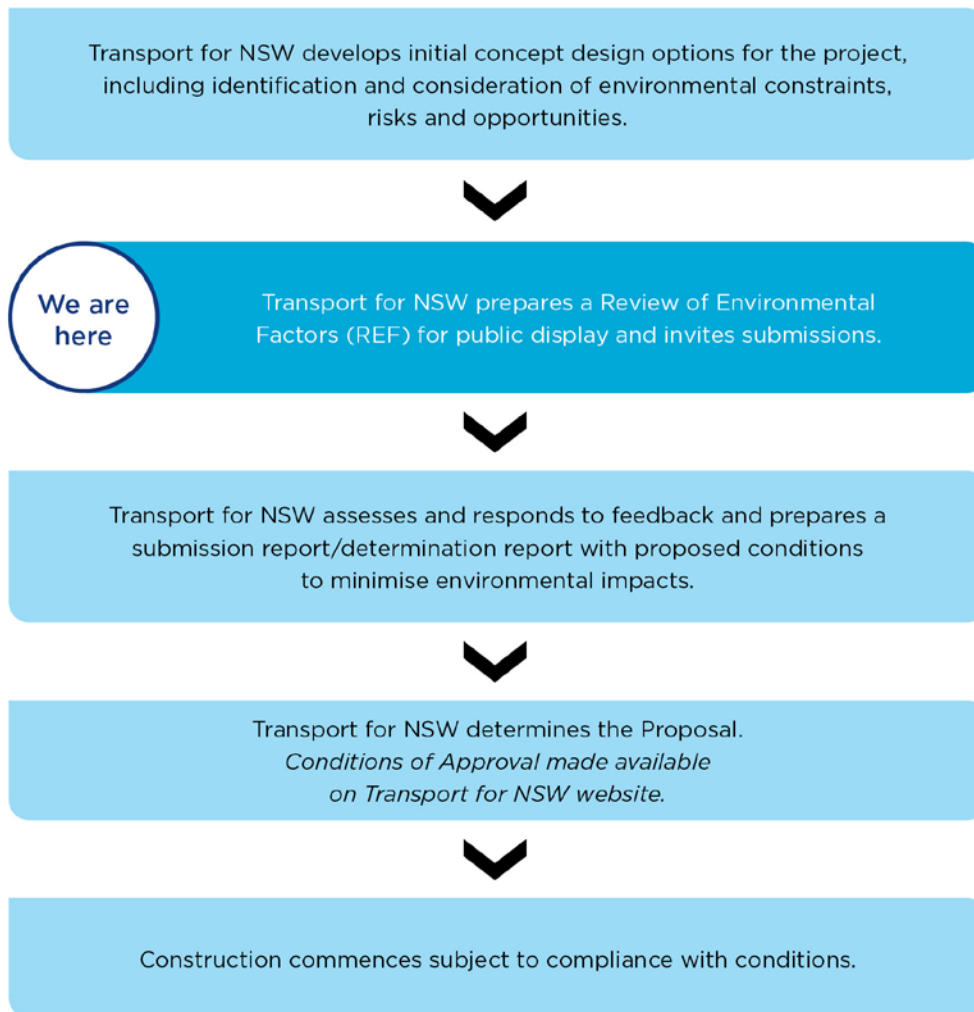 Transport for NSW develops initial concept design options for the project,
including identification and consideration of environmental constraints,
risks and opportunities.
We are
here
Transport for NSW prepares a Review of Environmental
Factors (REF) for public display and invites submissions.
Transport for NSW assesses and responds to feedback and prepares a
submission report/determination report with proposed conditions
to minimise environmental impacts.
Transport for NSW determines the Proposal.
Conditions of Approval made available
on Transport for NSW website.
Construction commences subject to compliance with conditions.